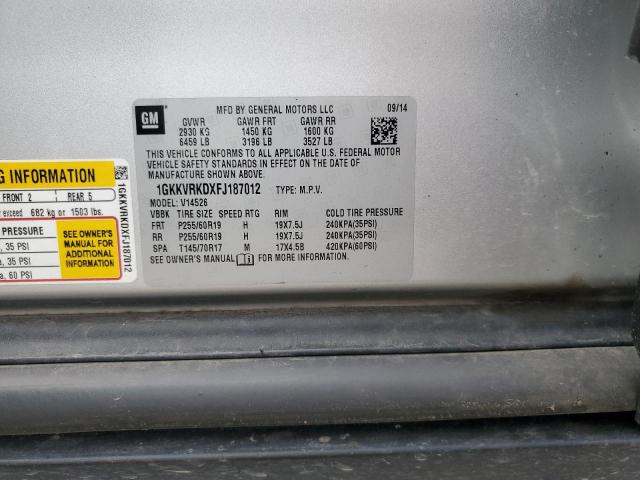 GM
MFD BY GENERAL MOTORS LLC 09/14
GVWR GAWR FRT GAWR RR
2930 KG 1450 KG 1600 KG
6459 LB 3196 LB 3527 LB
THIS VEHICLE CONFORMS TO ALL APPLICABLE U.S. FEDERAL MOTOR
VEHICLE SAFETY STANDARDS IN EFFECT ON THE DATE OF
MANUFACTURE SHOWN ABOVE.
1GKKVRKDXFJ187012 TYPE: M.P.V.
MODEL: V14526
VBBK TIRE SIZE SPEED RTG RIM COLD TIRE PRESSURE
FRT P255/60R19 H 19X7.5J 240KPA(35PSI)
RR P255/60R19 H 19X7.5J 240KPA(35PSI)
SPA T145/70R17 M 17X4.5B 420KPA(60PSI)
SEE OWNER'S MANUAL i FOR MORE INFORMATION.
G INFORMATION
FRONT 2 REAR 5
exceed 682 kg or 1503 lbs.
PRESSURE
, 35 PSI
, 35 PSI
a, 60 PSI
SEE OWNER'S
MANUAL FOR
ADDITIONAL
INFORMATION
1GKKVRKDXFJ187012